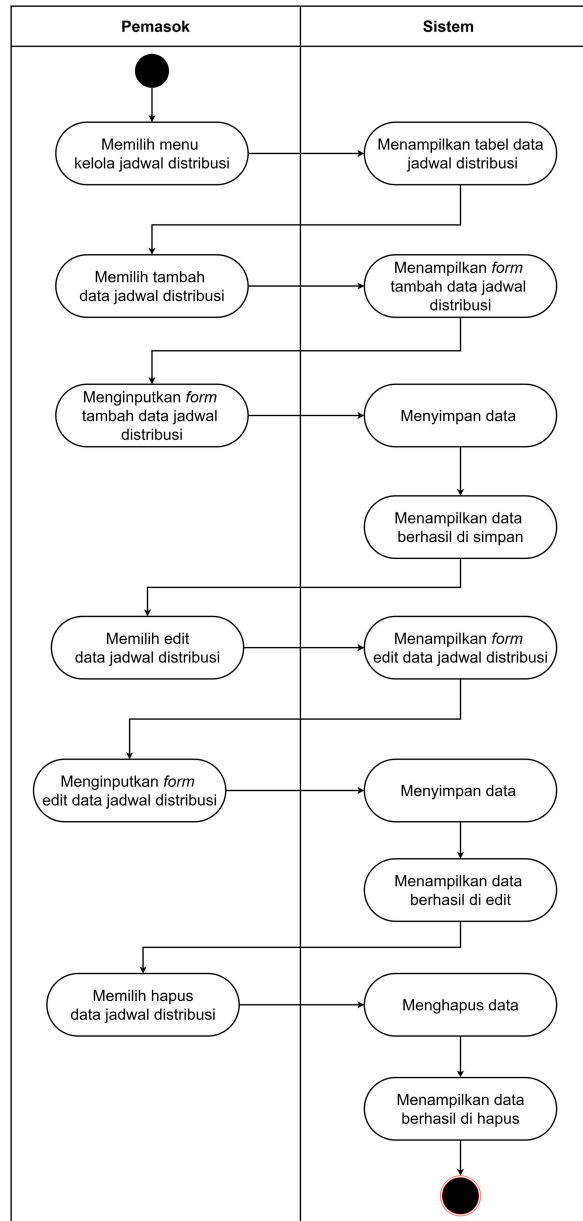 Pemasok
Sistem
Memilih menu
kelola jadwal distribusi
Menampilkan tabel data
jadwal distribusi
Memilih tambah
data jadwal distribusi
Menampilkan form
tambah data jadwal
distribusi
Menginputkan form
tambah data jadwal
distribusi
Menyimpan data
Menampilkan data
berhasil di simpan
Memilih edit
data jadwal distribusi
Menampilkan form
edit data jadwal distribusi
Menginputkan form
edit data jadwal distribusi
Menyimpan data
Menampilkan data
berhasil di edit
Memilih hapus
data jadwal distribusi
Menghapus data
Menampilkan data
berhasil di hapus